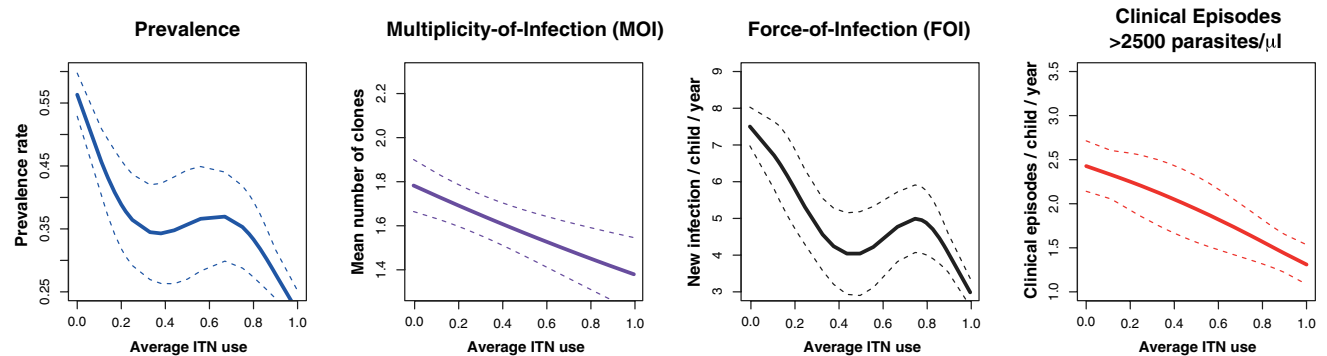 Prevalence
Prevalence rate
0.55
0.45
0.35
0.25
0.0 0.2 0.4 0.6 0.8 1.0
Average ITN use
Multiplicity-of-Infection (MOI)
Mean number of clones
2.2
2.0
1.8
1.6
1.4
0.0 0.2 0.4 0.6 0.8 1.0
Average ITN use
Force-of-Infection (FOI)
New infection / child / year
9
8
7
6
5
4
3
0.0 0.2 0.4 0.6 0.8 1.0
Average ITN use
Clinical Episodes
>2500 parasites/μl
Clinical episodes / child / year
3.5
3.0
2.5
2.0
1.5
1.0
0.0 0.2 0.4 0.6 0.8 1.0
Average ITN use